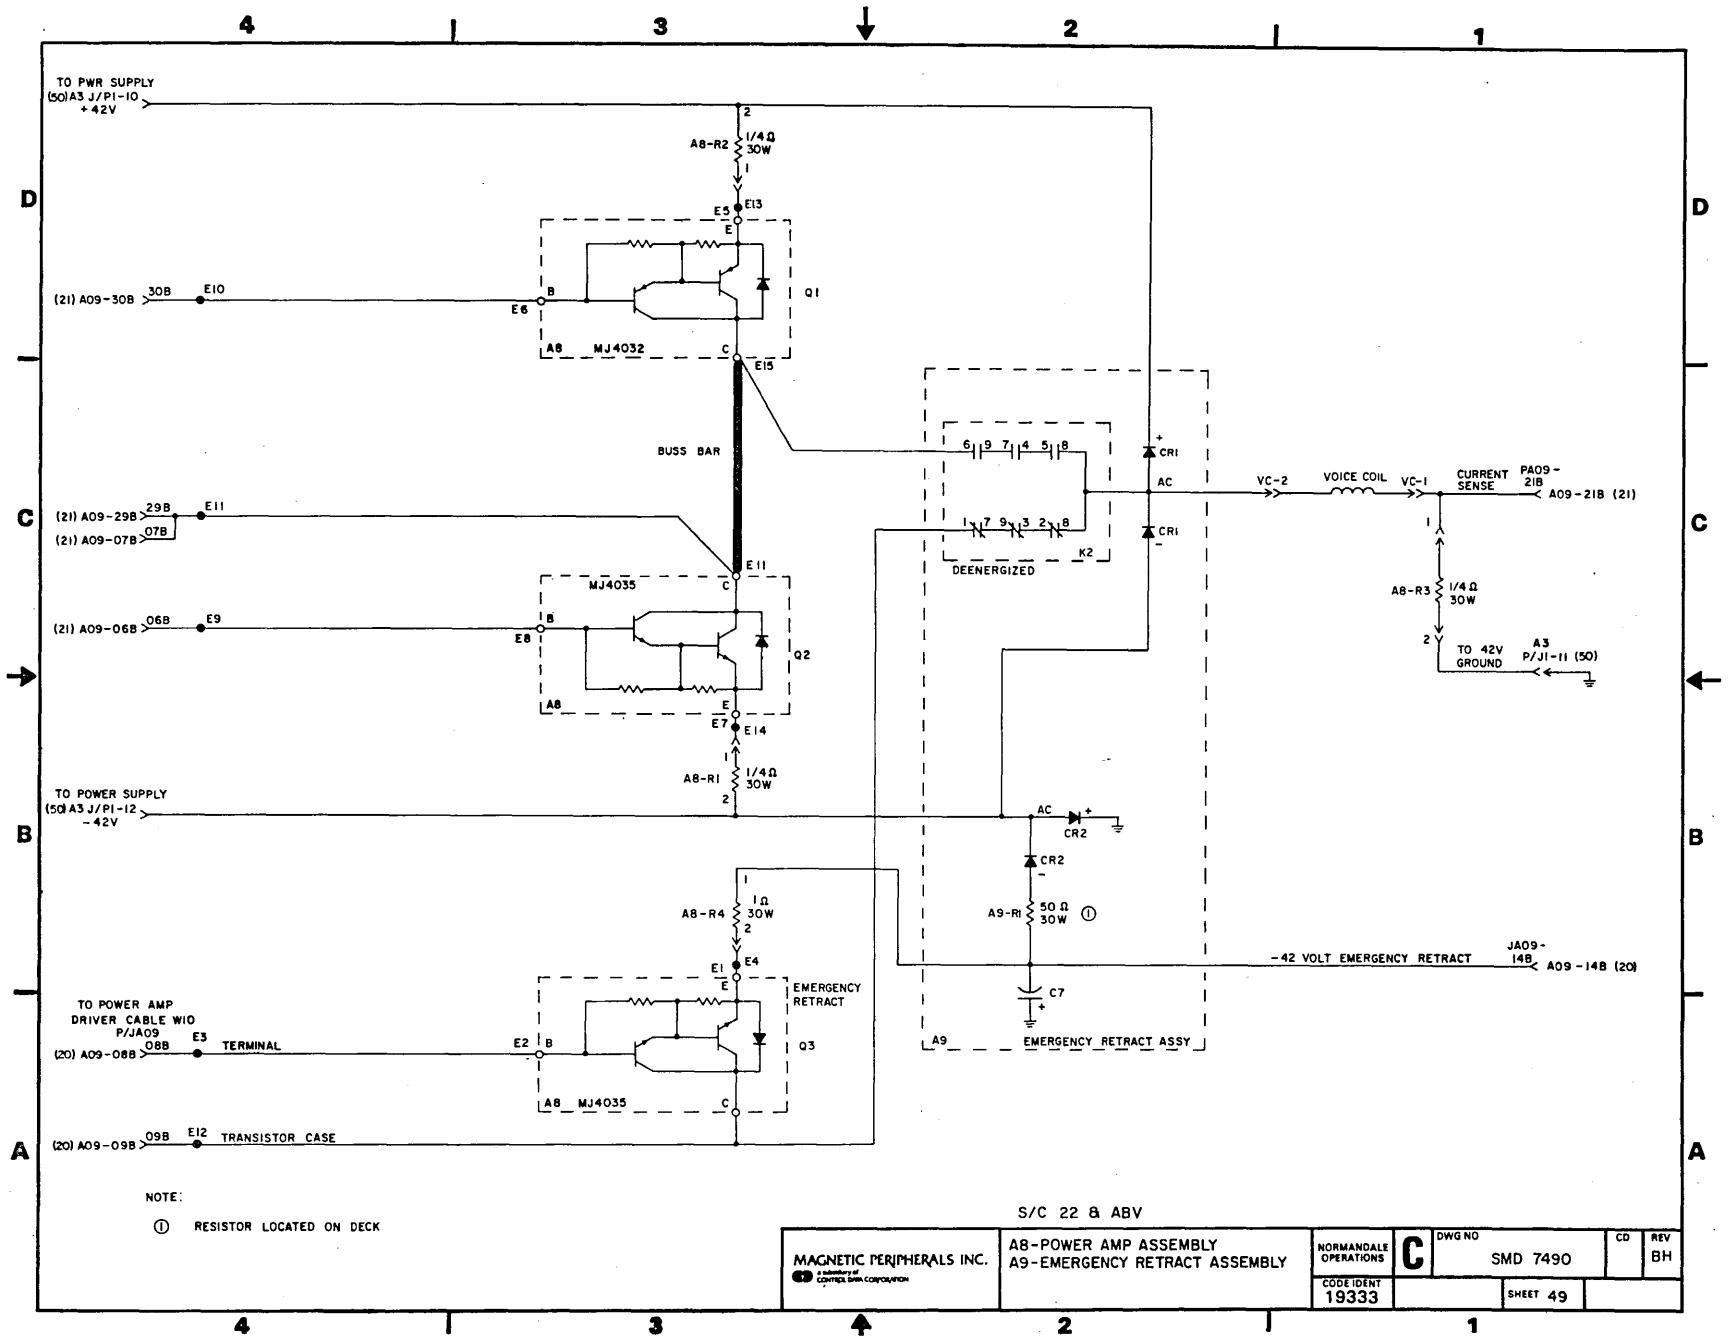 4 3 2 1
TO PWR SUPPLY
(50) A3 J/P1-10
+42V
2
A8-R2
1/4Ω
30W
1
D
D
E13
E5
E
(21) A09-30B
30B
E10
B
E6
Q1
A8 MJ4032
C
E15
BUSS BAR
6 9 7 4 5 8
+
CR1
AC
VC-2
VOICE COIL
VC-1
CURRENT
SENSE
PA09-
21B
A09-21B (21)
C
C
(21) A09-29B
29B
E11
(21) A09-07B
07B
1 7 9 3 2 8
CR1
-
K2
DEENERGIZED
1
E11
C
MJ4035
A8-R3
1/4Ω
30W
(21) A09-06B
06B
E9
B
E8
Q2
2
TO 42V
GROUND
A3
P/J1-11 (50)
A8
E
E7
E14
1
A8-R1
1/4Ω
30W
2
TO POWER SUPPLY
(50) A3 J/P1-12
-42V
AC
+
CR2
B
B
CR2
-
1
A8-R4
1Ω
30W
2
A9-R1
50Ω
30W
1
E4
E1
E
-42 VOLT EMERGENCY RETRACT
JA09-
14B
A09-14B (20)
EMERGENCY
RETRACT
C7
+
TO POWER AMP
DRIVER CABLE W10
P/JA09
(20) A09-08B
08B
E3
TERMINAL
E2
B
Q3
A9
EMERGENCY RETRACT ASSY
A8 MJ4035
C
(20) A09-09B
09B
E12
TRANSISTOR CASE
A
A
NOTE:
1 RESISTOR LOCATED ON DECK
S/C 22 & ABV
MAGNETIC PERIPHERALS INC.
a subsidiary of
CONTROL DATA CORPORATION
A8-POWER AMP ASSEMBLY
A9-EMERGENCY RETRACT ASSEMBLY
NORMANDALE
OPERATIONS
C
DWG NO
SMD 7490
CD
REV
BH
CODE IDENT
19333
SHEET 49
4 3 2 1